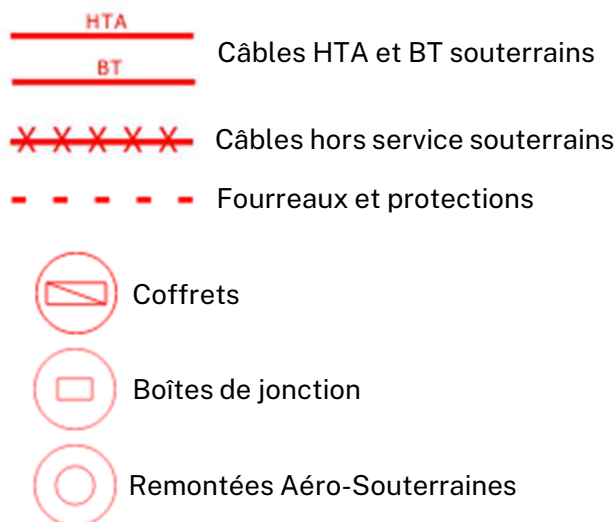 HTA
Câbles HTA et BT souterrains
BT
Câbles hors service souterrains
Fourreaux et protections
Coffrets
Boîtes de jonction
Remontées Aéro-Souterraines